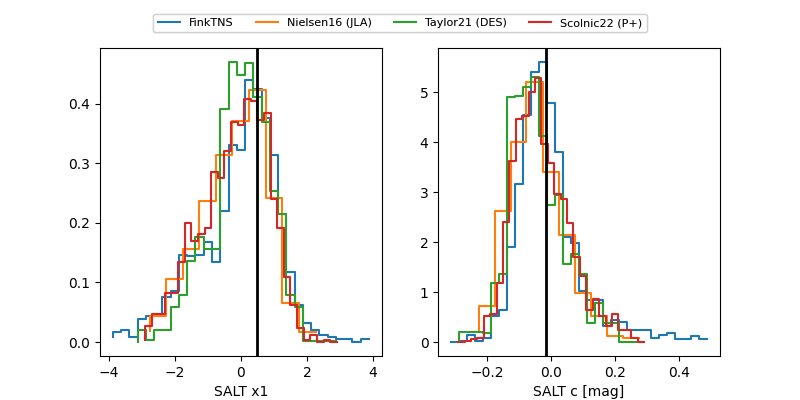 FinkTNS Nielsen16 (JLA) Taylor21 (DES) Scolnic22 (P+)
0.4
0.3
0.2
0.1
0.0
−4 −2 0 2 4
SALT x1
5
4
3
2
1
0
−0.2 0.0 0.2 0.4
SALT c [mag]